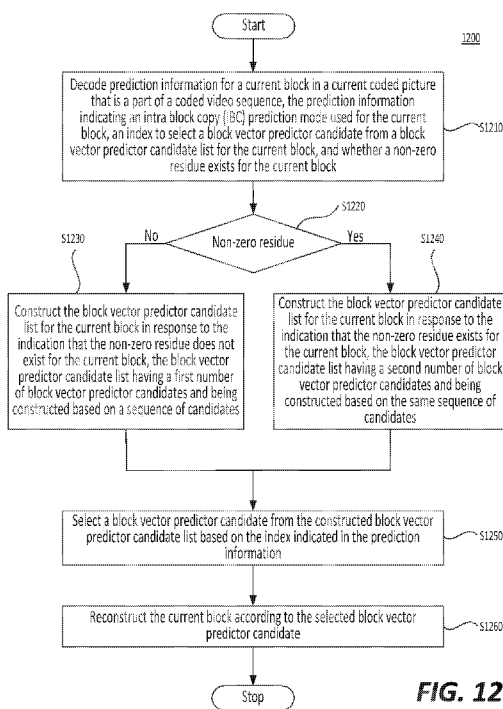 Start
1200
Decode prediction information for a current block in a current coded picture
that is a part of a coded video sequence, the prediction information
indicating an intra block copy (IBC) prediction mode used for the current
block, an index to select a block vector predictor candidate from a block
vector predictor candidate list for the current block, and whether a non-zero
residue exists for the current block
S1210
S1220
Non-zero residue
No
Yes
S1230
S1240
Construct the block vector predictor candidate
list for the current block in response to the
indication that the non-zero residue does not
exist for the current block, the block vector
predictor candidate list having a first number
of block vector predictor candidates and being
constructed based on a sequence of candidates
Construct the block vector predictor candidate
list for the current block in response to the
indication that the non-zero residue exists for
the current block, the block vector predictor
candidate list having a second number of block
vector predictor candidates and being
constructed based on the same sequence of
candidates
Select a block vector predictor candidate from the constructed block vector
predictor candidate list based on the index indicated in the prediction
information
S1250
Reconstruct the current block according to the selected block vector
predictor candidate
S1260
Stop
FIG. 12